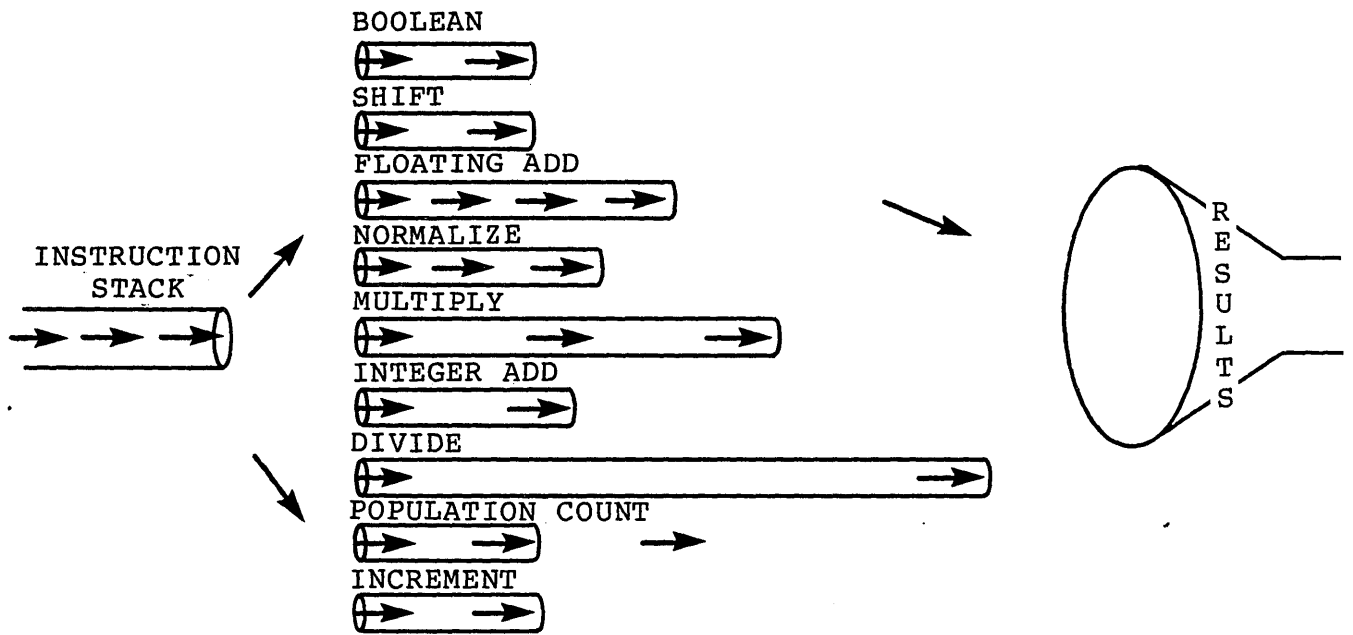 INSTRUCTION
STACK
BOOLEAN
SHIFT
FLOATING ADD
NORMALIZE
MULTIPLY
INTEGER ADD
DIVIDE
POPULATION COUNT
INCREMENT
RESULTS